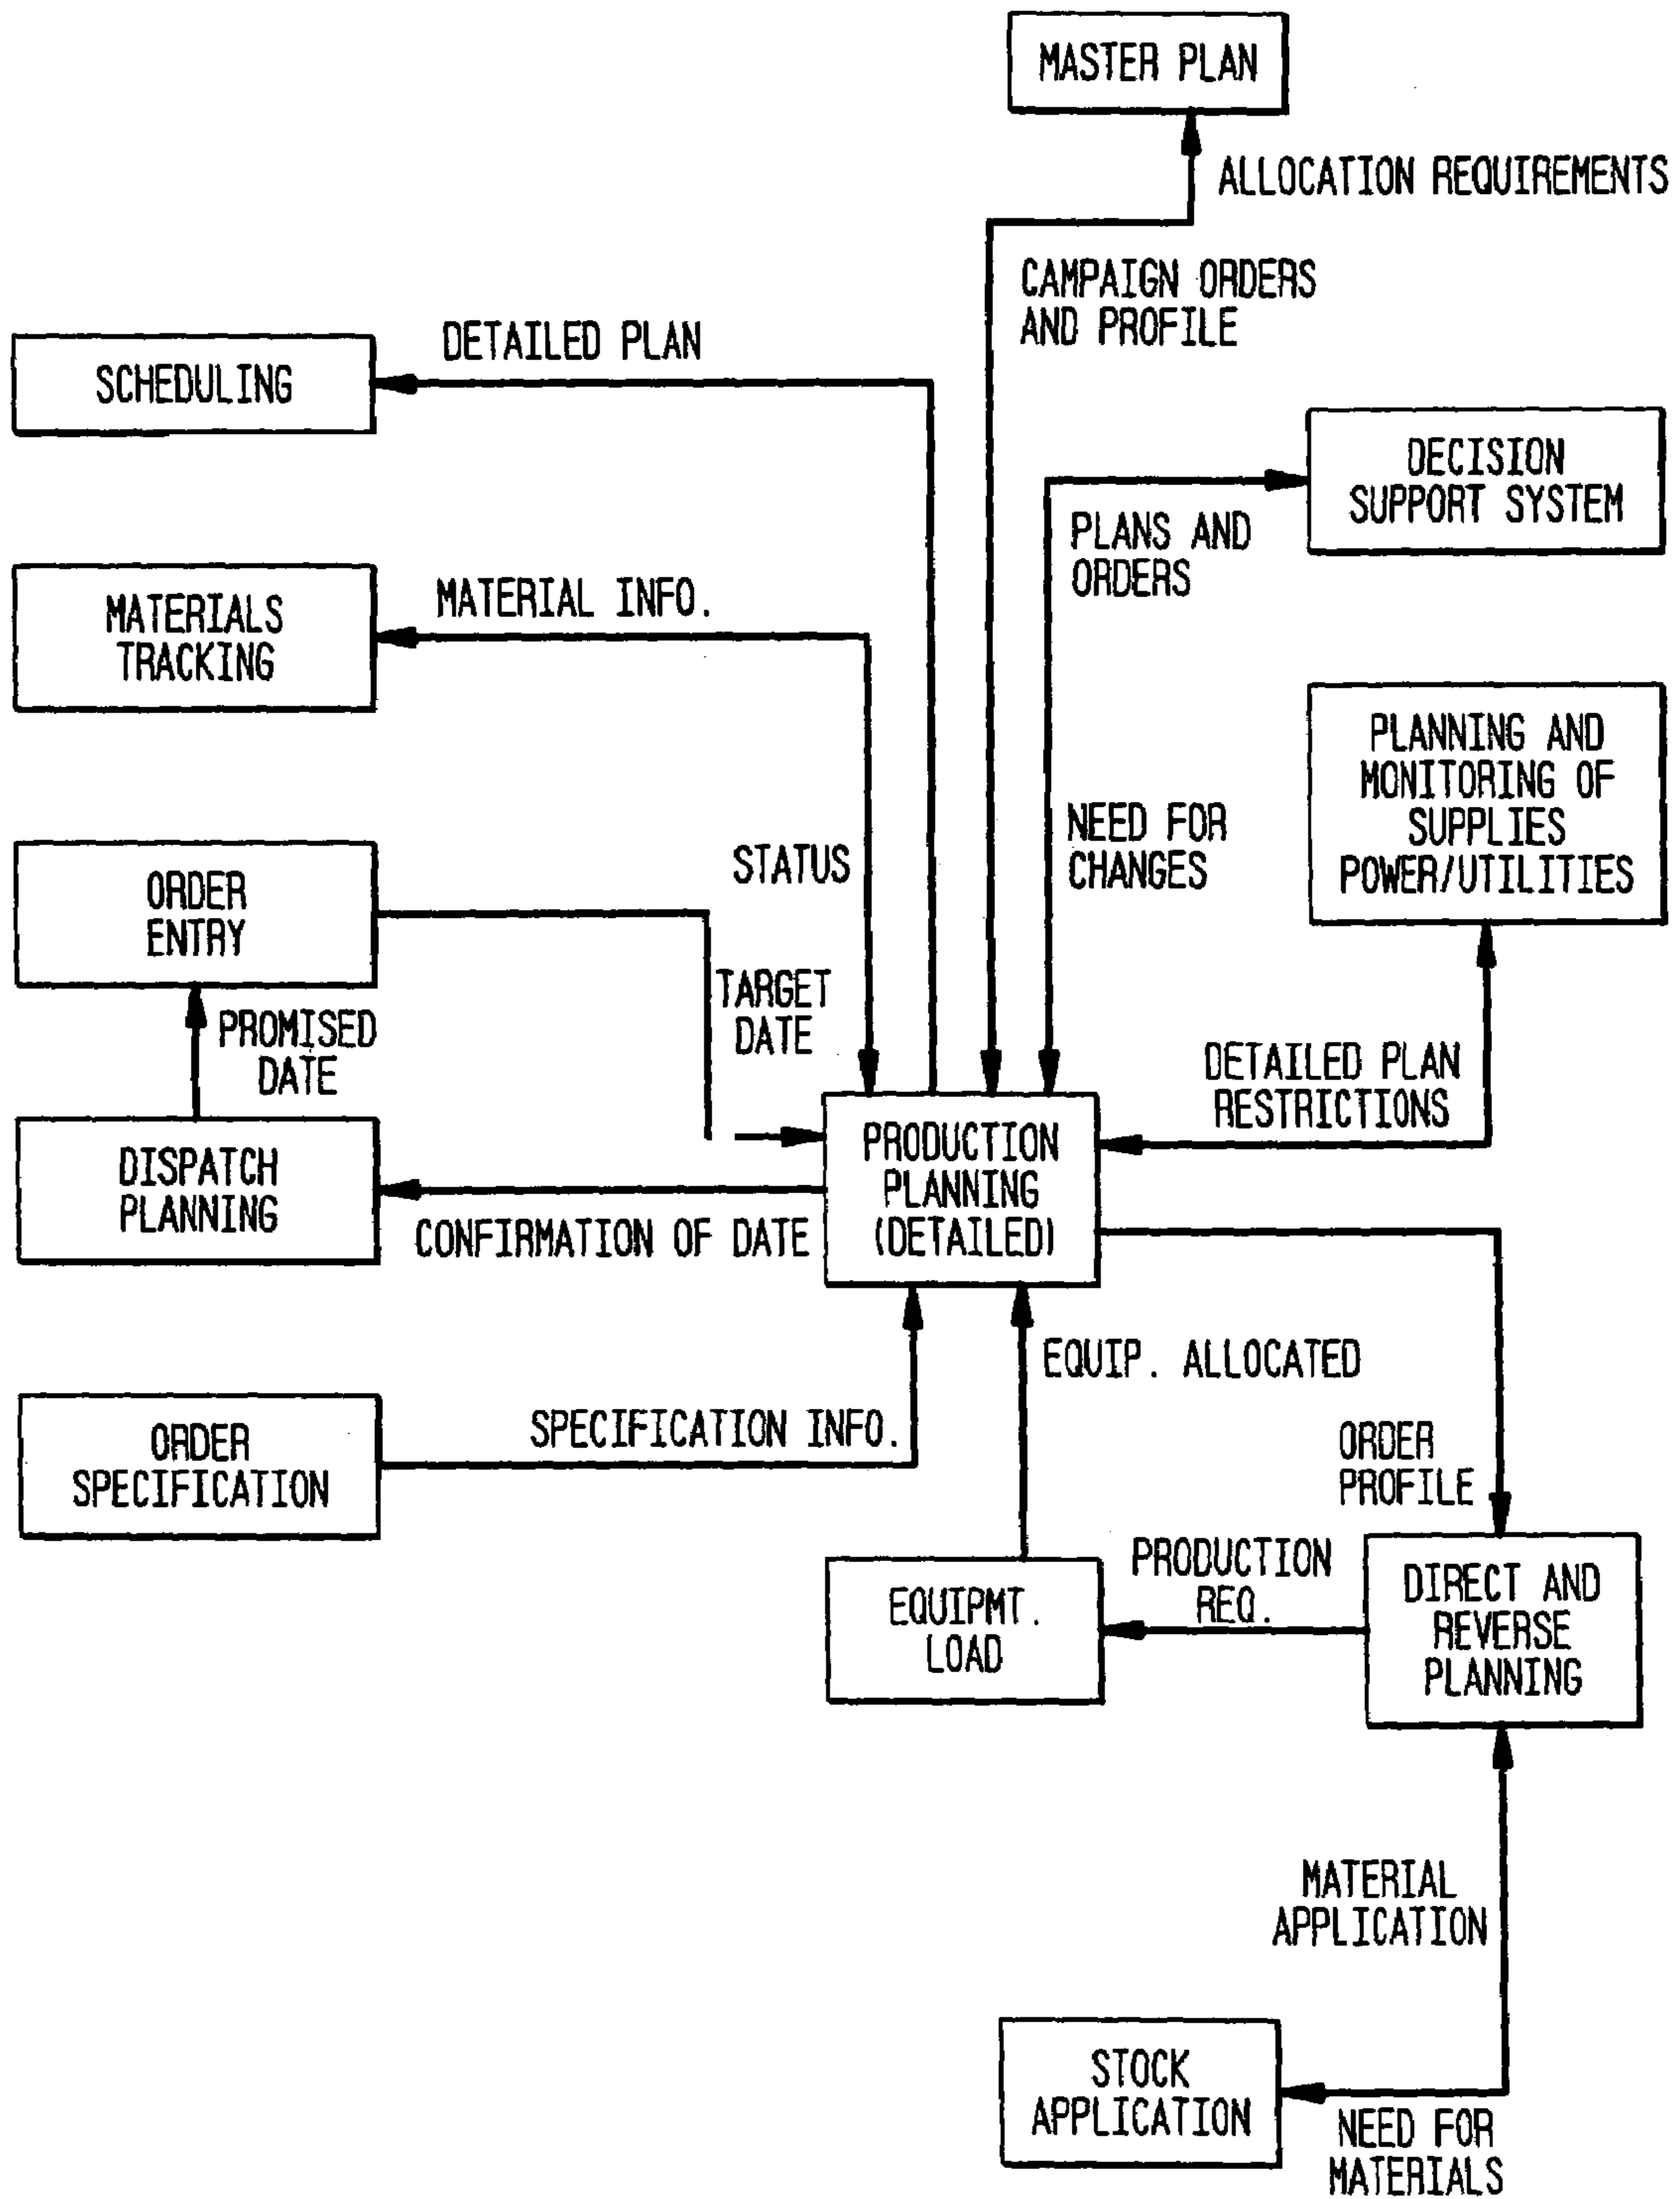 MASTER PLAN
ALLOCATION REQUIREMENTS
CAMPAIGN ORDERS
AND PROFILE
DETAILED PLAN
SCHEDULING
DECISION
SUPPORT SYSTEM
PLANS AND
ORDERS
MATERIAL INFO.
MATERIALS
TRACKING
PLANNING AND
MONITORING OF
SUPPLIES
POWER/UTILITIES
NEED FOR
CHANGES
STATUS
ORDER
ENTRY
TARGET
DATE
PROMISED
DATE
DETAILED PLAN
RESTRICTIONS
PRODUCTION
PLANNING
(DETAILED)
DISPATCH
PLANNING
CONFIRMATION OF DATE
EQUIP. ALLOCATED
ORDER
SPECIFICATION
SPECIFICATION INFO.
ORDER
PROFILE
PRODUCTION
REQ.
EQUIPMT.
LOAD
DIRECT AND
REVERSE
PLANNING
MATERIAL
APPLICATION
STOCK
APPLICATION
NEED FOR
MATERIALS